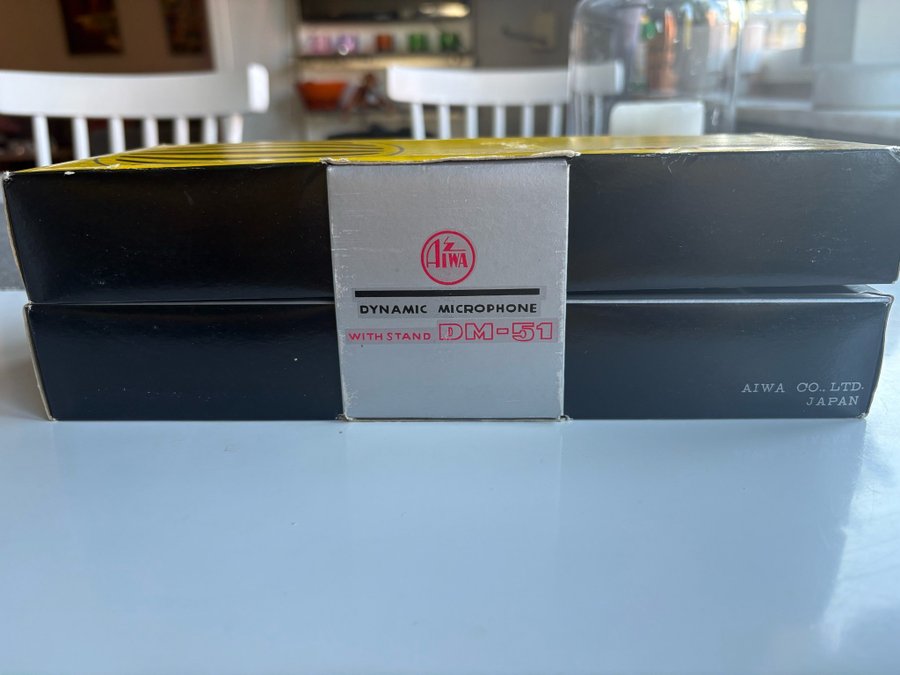 AIWA
DYNAMIC MICROPHONE
WITH STAND DM-51
AIWA CO., LTD.
JAPAN